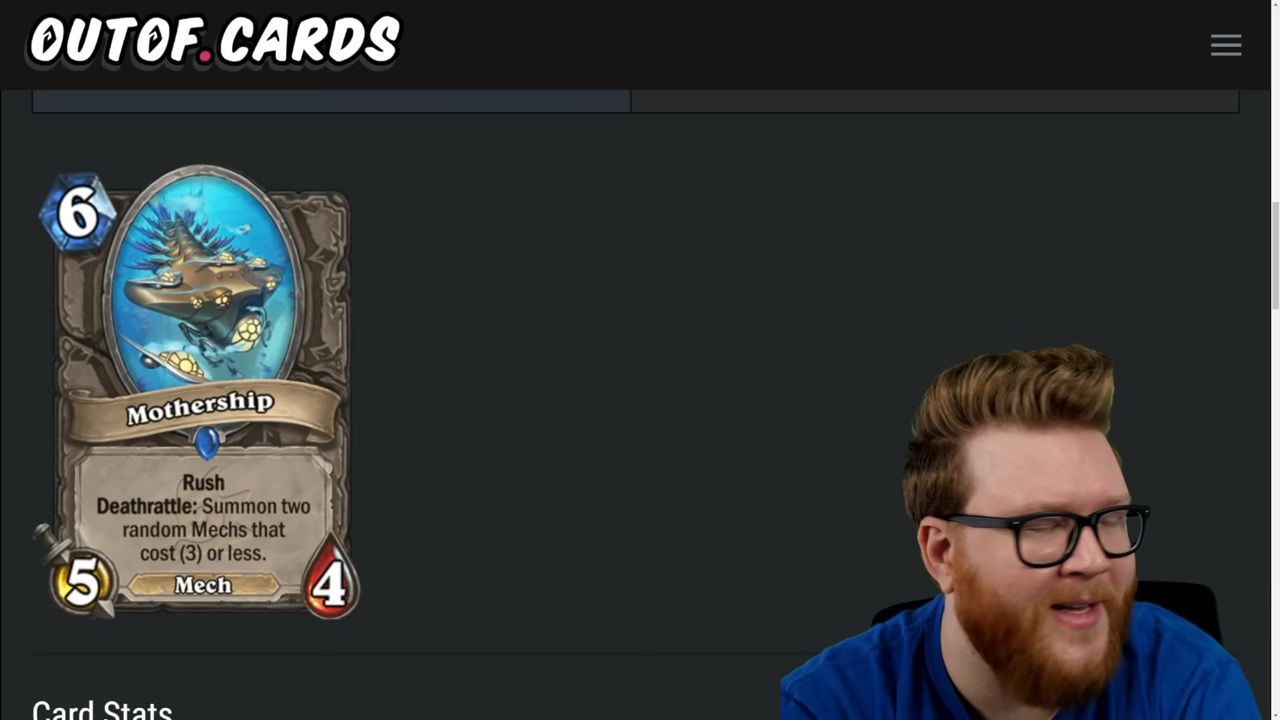 OUTOF.CARDS
6
Mothership
Rush
Deathrattle: Summon two
random Mechs that
cost (3) or less.
5
Mech
4
Card Stats